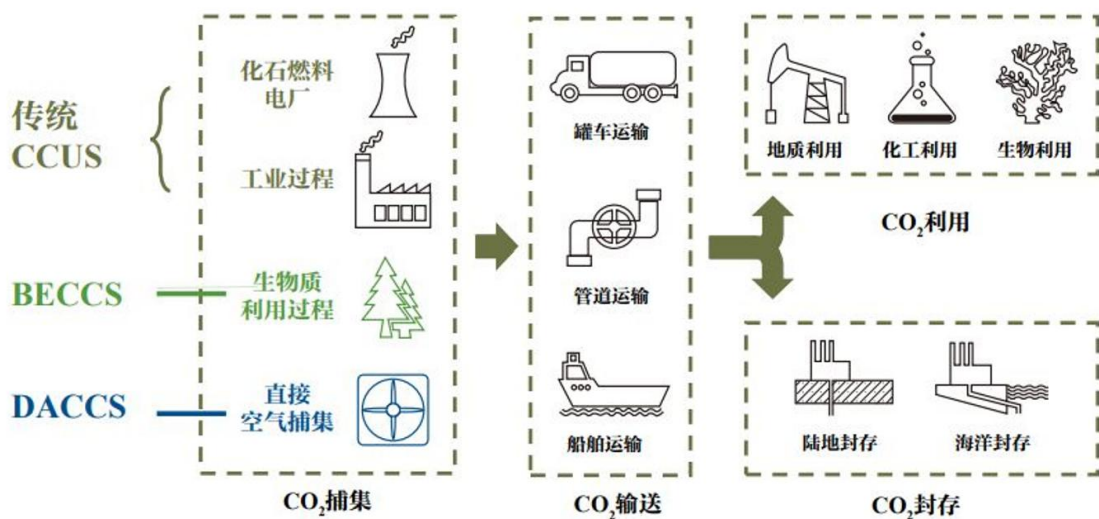 传统
CCUS
化石燃料
电厂
工业过程
BECCS
生物质
利用过程
DACCS
直接
空气捕集
CO₂捕集
罐车运输
管道运输
船舶运输
CO₂输送
地质利用
化工利用
生物利用
CO₂利用
陆地封存
海洋封存
CO₂封存